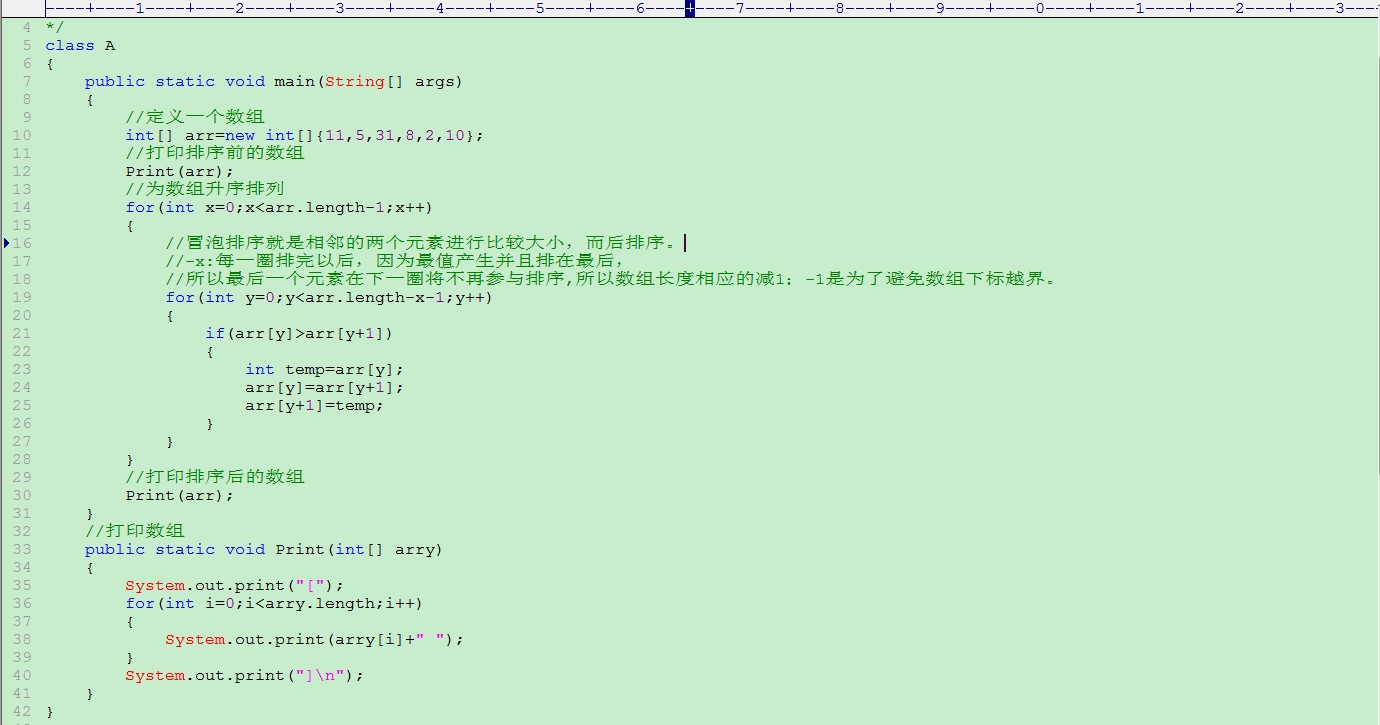 |----+----1----+----2----+----3----+----4----+----5----+----6----+----7----+----8----+----9----+----0----+----1----+----2----+----3----
4 */
5 class A
6 {
7     public static void main(String[] args)
8     {
9         //定义一个数组
10         int[] arr=new int[]{11,5,31,8,2,10};
11         //打印排序前的数组
12         Print(arr);
13         //为数组升序排列
14         for(int x=0;x<arr.length-1;x++)
15         {
16             //冒泡排序就是相邻的两个元素进行比较大小，而后排序。
17             //-x:每一圈排完以后，因为最值产生并且排在最后，
18             //所以最后一个元素在下一圈将不再参与排序,所以数组长度相应的减1；-1是为了避免数组下标越界。
19             for(int y=0;y<arr.length-x-1;y++)
20             {
21                 if(arr[y]>arr[y+1])
22                 {
23                     int temp=arr[y];
24                     arr[y]=arr[y+1];
25                     arr[y+1]=temp;
26                 }
27             }
28         }
29         //打印排序后的数组
30         Print(arr);
31     }
32     //打印数组
33     public static void Print(int[] arry)
34     {
35         System.out.print("[");
36         for(int i=0;i<arry.length;i++)
37         {
38             System.out.print(arry[i]+" ");
39         }
40         System.out.print("]\n");
41     }
42 }